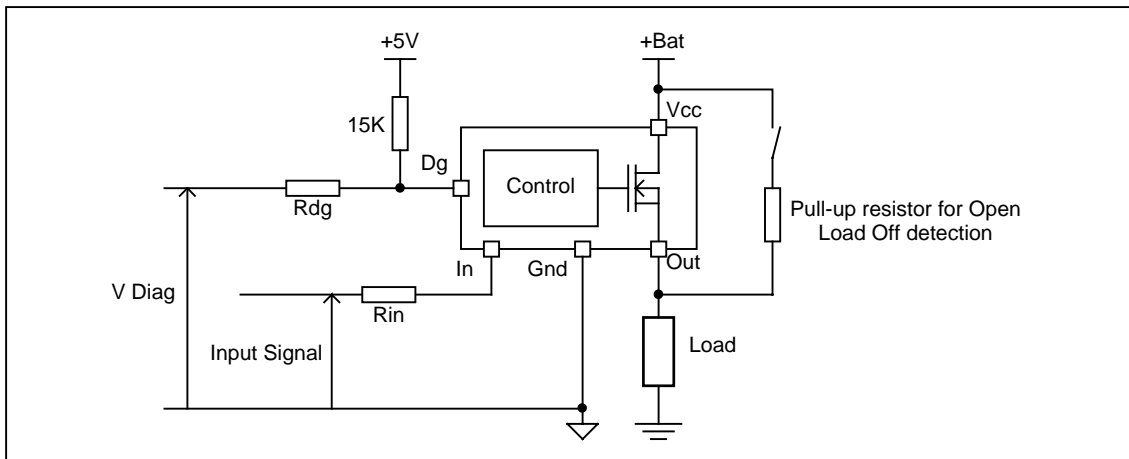 +5V
+Bat
Vcc
15K
Dg
Control
Rdg
Pull-up resistor for Open
Load Off detection
In
Gnd
Out
V Diag
Rin
Input Signal
Load